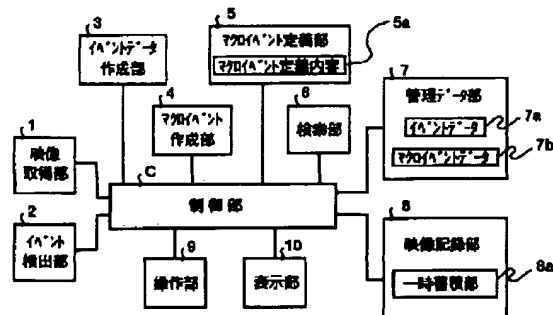 3
イベントデータ
作成部
5
マクロイベント定義部
マクロイベント定義内容
5a
4
マクロイベント
作成部
6
検索部
7
管理データ部
イベントデータ
7a
マクロイベントデータ
7b
1
映像
取得部
C
制御部
2
イベント
検出部
9
操作部
10
表示部
8
映像記録部
一時蓄積部
8a